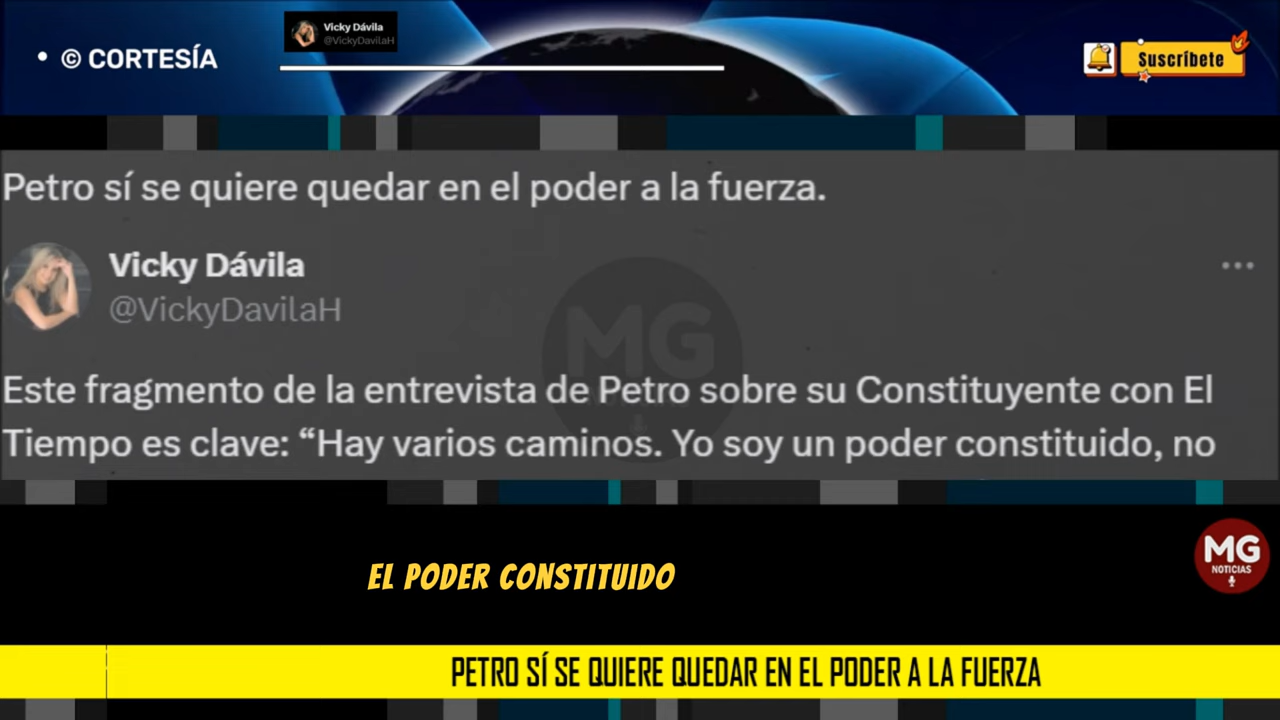 • © CORTESÍA
Vicky Dávila
@VickyDavilaH
Suscríbete
Petro sí se quiere quedar en el poder a la fuerza.
Vicky Dávila
@VickyDavilaH
MG
Este fragmento de la entrevista de Petro sobre su Constituyente con El
Tiempo es clave: “Hay varios caminos. Yo soy un poder constituido, no
EL PODER CONSTITUIDO
MG
NOTICIAS
PETRO SÍ SE QUIERE QUEDAR EN EL PODER A LA FUERZA